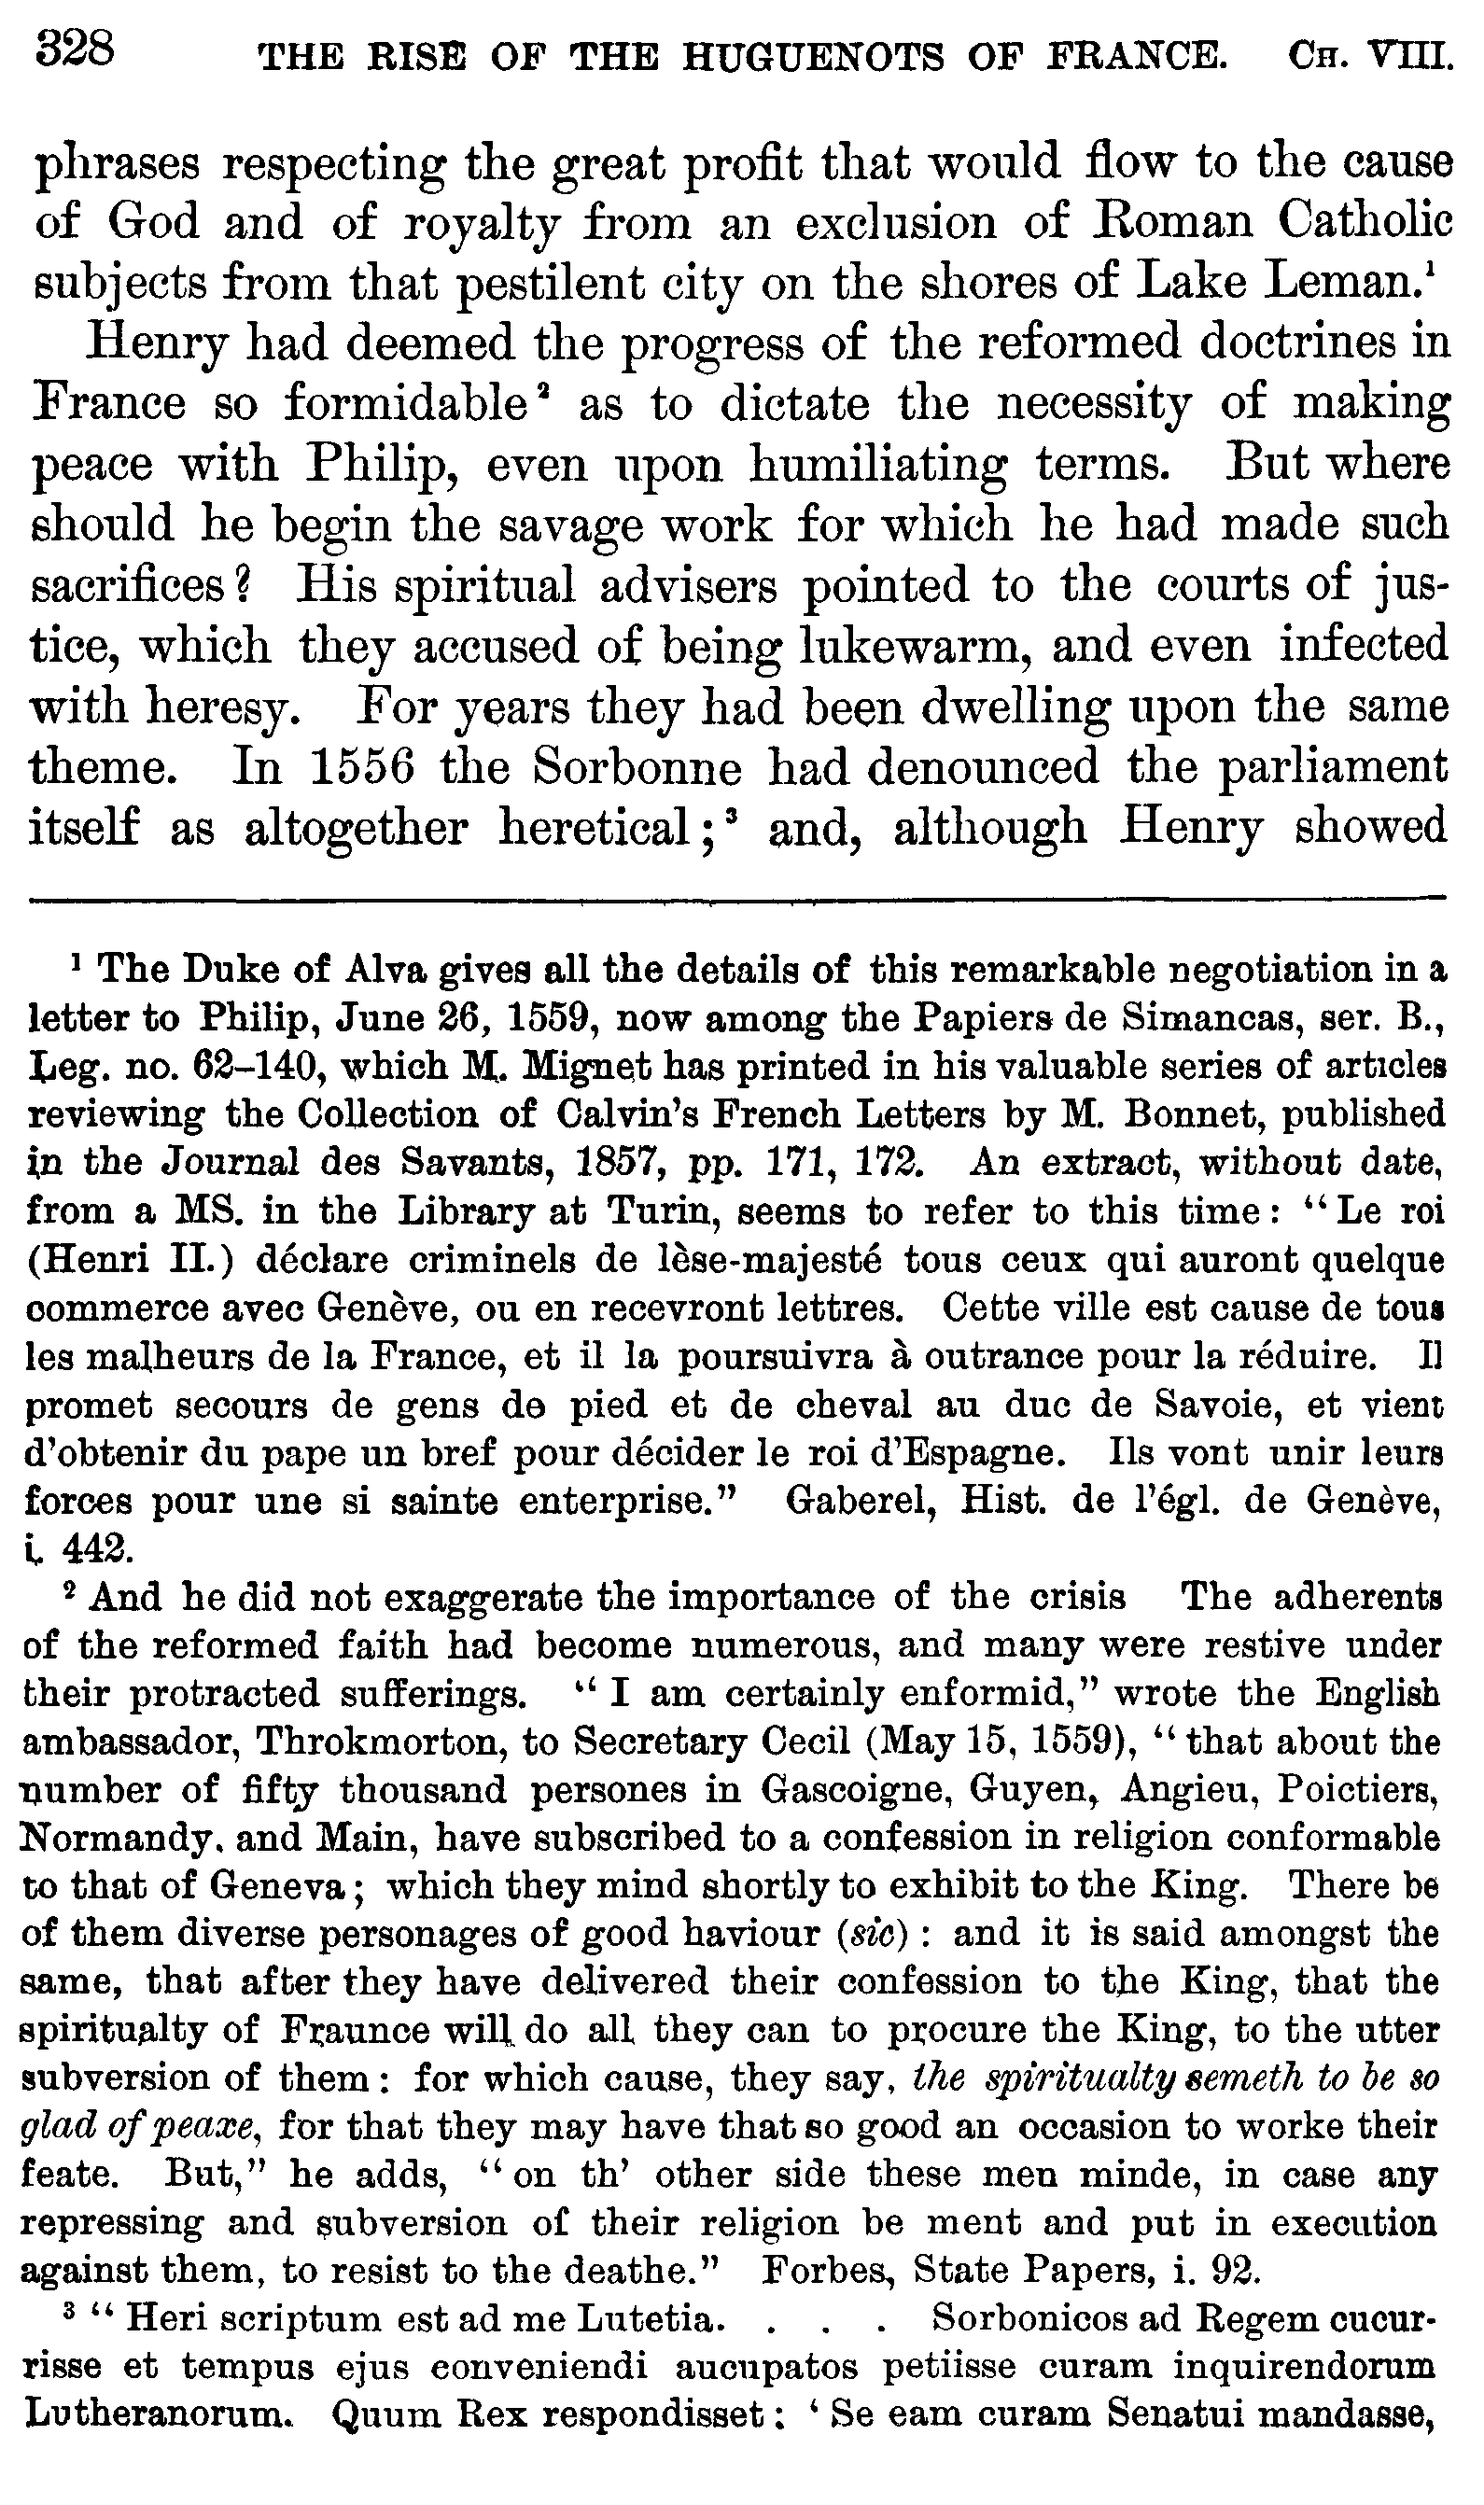 328 THE RISE OF THE HUGUENOTS OF FRANCE. CH. VIII.
phrases respecting the great profit that would flow to the cause
of God and of royalty from an exclusion of Roman Catholic
subjects from that pestilent city on the shores of Lake Leman.¹
Henry had deemed the progress of the reformed doctrines in
France so formidable² as to dictate the necessity of making
peace with Philip, even upon humiliating terms. But where
should he begin the savage work for which he had made such
sacrifices? His spiritual advisers pointed to the courts of jus-
tice, which they accused of being lukewarm, and even infected
with heresy. For years they had been dwelling upon the same
theme. In 1556 the Sorbonne had denounced the parliament
itself as altogether heretical;³ and, although Henry showed
¹ The Duke of Alva gives all the details of this remarkable negotiation in a
letter to Philip, June 26, 1559, now among the Papiers de Simancas, ser. B.,
Leg. no. 62–140, which M. Mignet has printed in his valuable series of articles
reviewing the Collection of Calvin's French Letters by M. Bonnet, published
in the Journal des Savants, 1857, pp. 171, 172. An extract, without date,
from a MS. in the Library at Turin, seems to refer to this time: "Le roi
(Henri II.) déclare criminels de lèse-majesté tous ceux qui auront quelque
commerce avec Genève, ou en recevront lettres. Cette ville est cause de tous
les malheurs de la France, et il la poursuivra à outrance pour la réduire. Il
promet secours de gens de pied et de cheval au duc de Savoie, et vient
d'obtenir du pape un bref pour décider le roi d'Espagne. Ils vont unir leurs
forces pour une si sainte enterprise." Gaberel, Hist. de l'égl. de Genève,
i. 442.
² And he did not exaggerate the importance of the crisis The adherents
of the reformed faith had become numerous, and many were restive under
their protracted sufferings. "I am certainly enformid," wrote the English
ambassador, Throkmorton, to Secretary Cecil (May 15, 1559), "that about the
number of fifty thousand persones in Gascoigne, Guyen, Angieu, Poictiers,
Normandy, and Main, have subscribed to a confession in religion conformable
to that of Geneva; which they mind shortly to exhibit to the King. There be
of them diverse personages of good haviour (sic): and it is said amongst the
same, that after they have delivered their confession to the King, that the
spiritualty of Fraunce will do all they can to procure the King, to the utter
subversion of them: for which cause, they say, the spiritualty semeth to be so
glad of peaxe, for that they may have that so good an occasion to worke their
feate. But," he adds, "on th' other side these men minde, in case any
repressing and subversion of their religion be ment and put in execution
against them, to resist to the deathe." Forbes, State Papers, i. 92.
³ "Heri scriptum est ad me Lutetia. . . . Sorbonicos ad Regem cucur-
risse et tempus ejus conveniendi aucupatos petiisse curam inquirendorum
Lutheranorum. Quum Rex respondisset: 'Se eam curam Senatui mandasse,